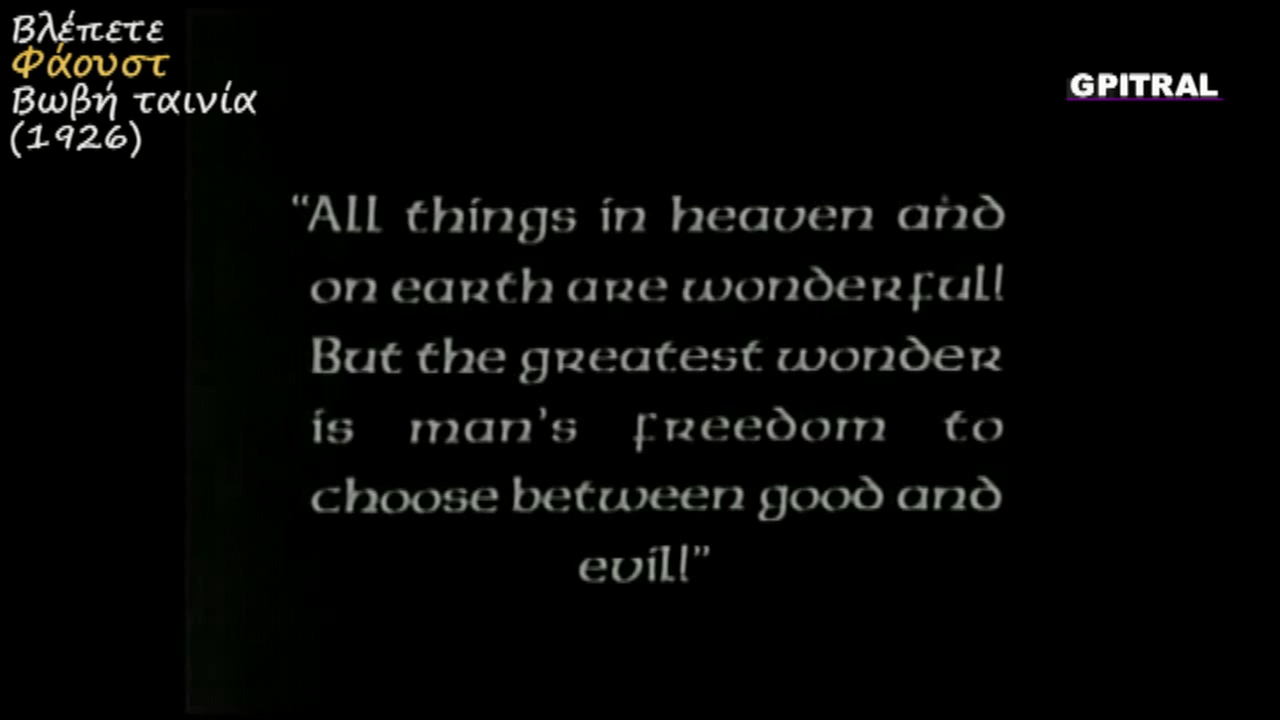 Βλέπετε
Φάουστ
Βωβή ταινία
(1926)
GPITRAL
“All things in heaven and
on earth are wonderful!
But the greatest wonder
is man's freedom to
choose between good and
evil!”